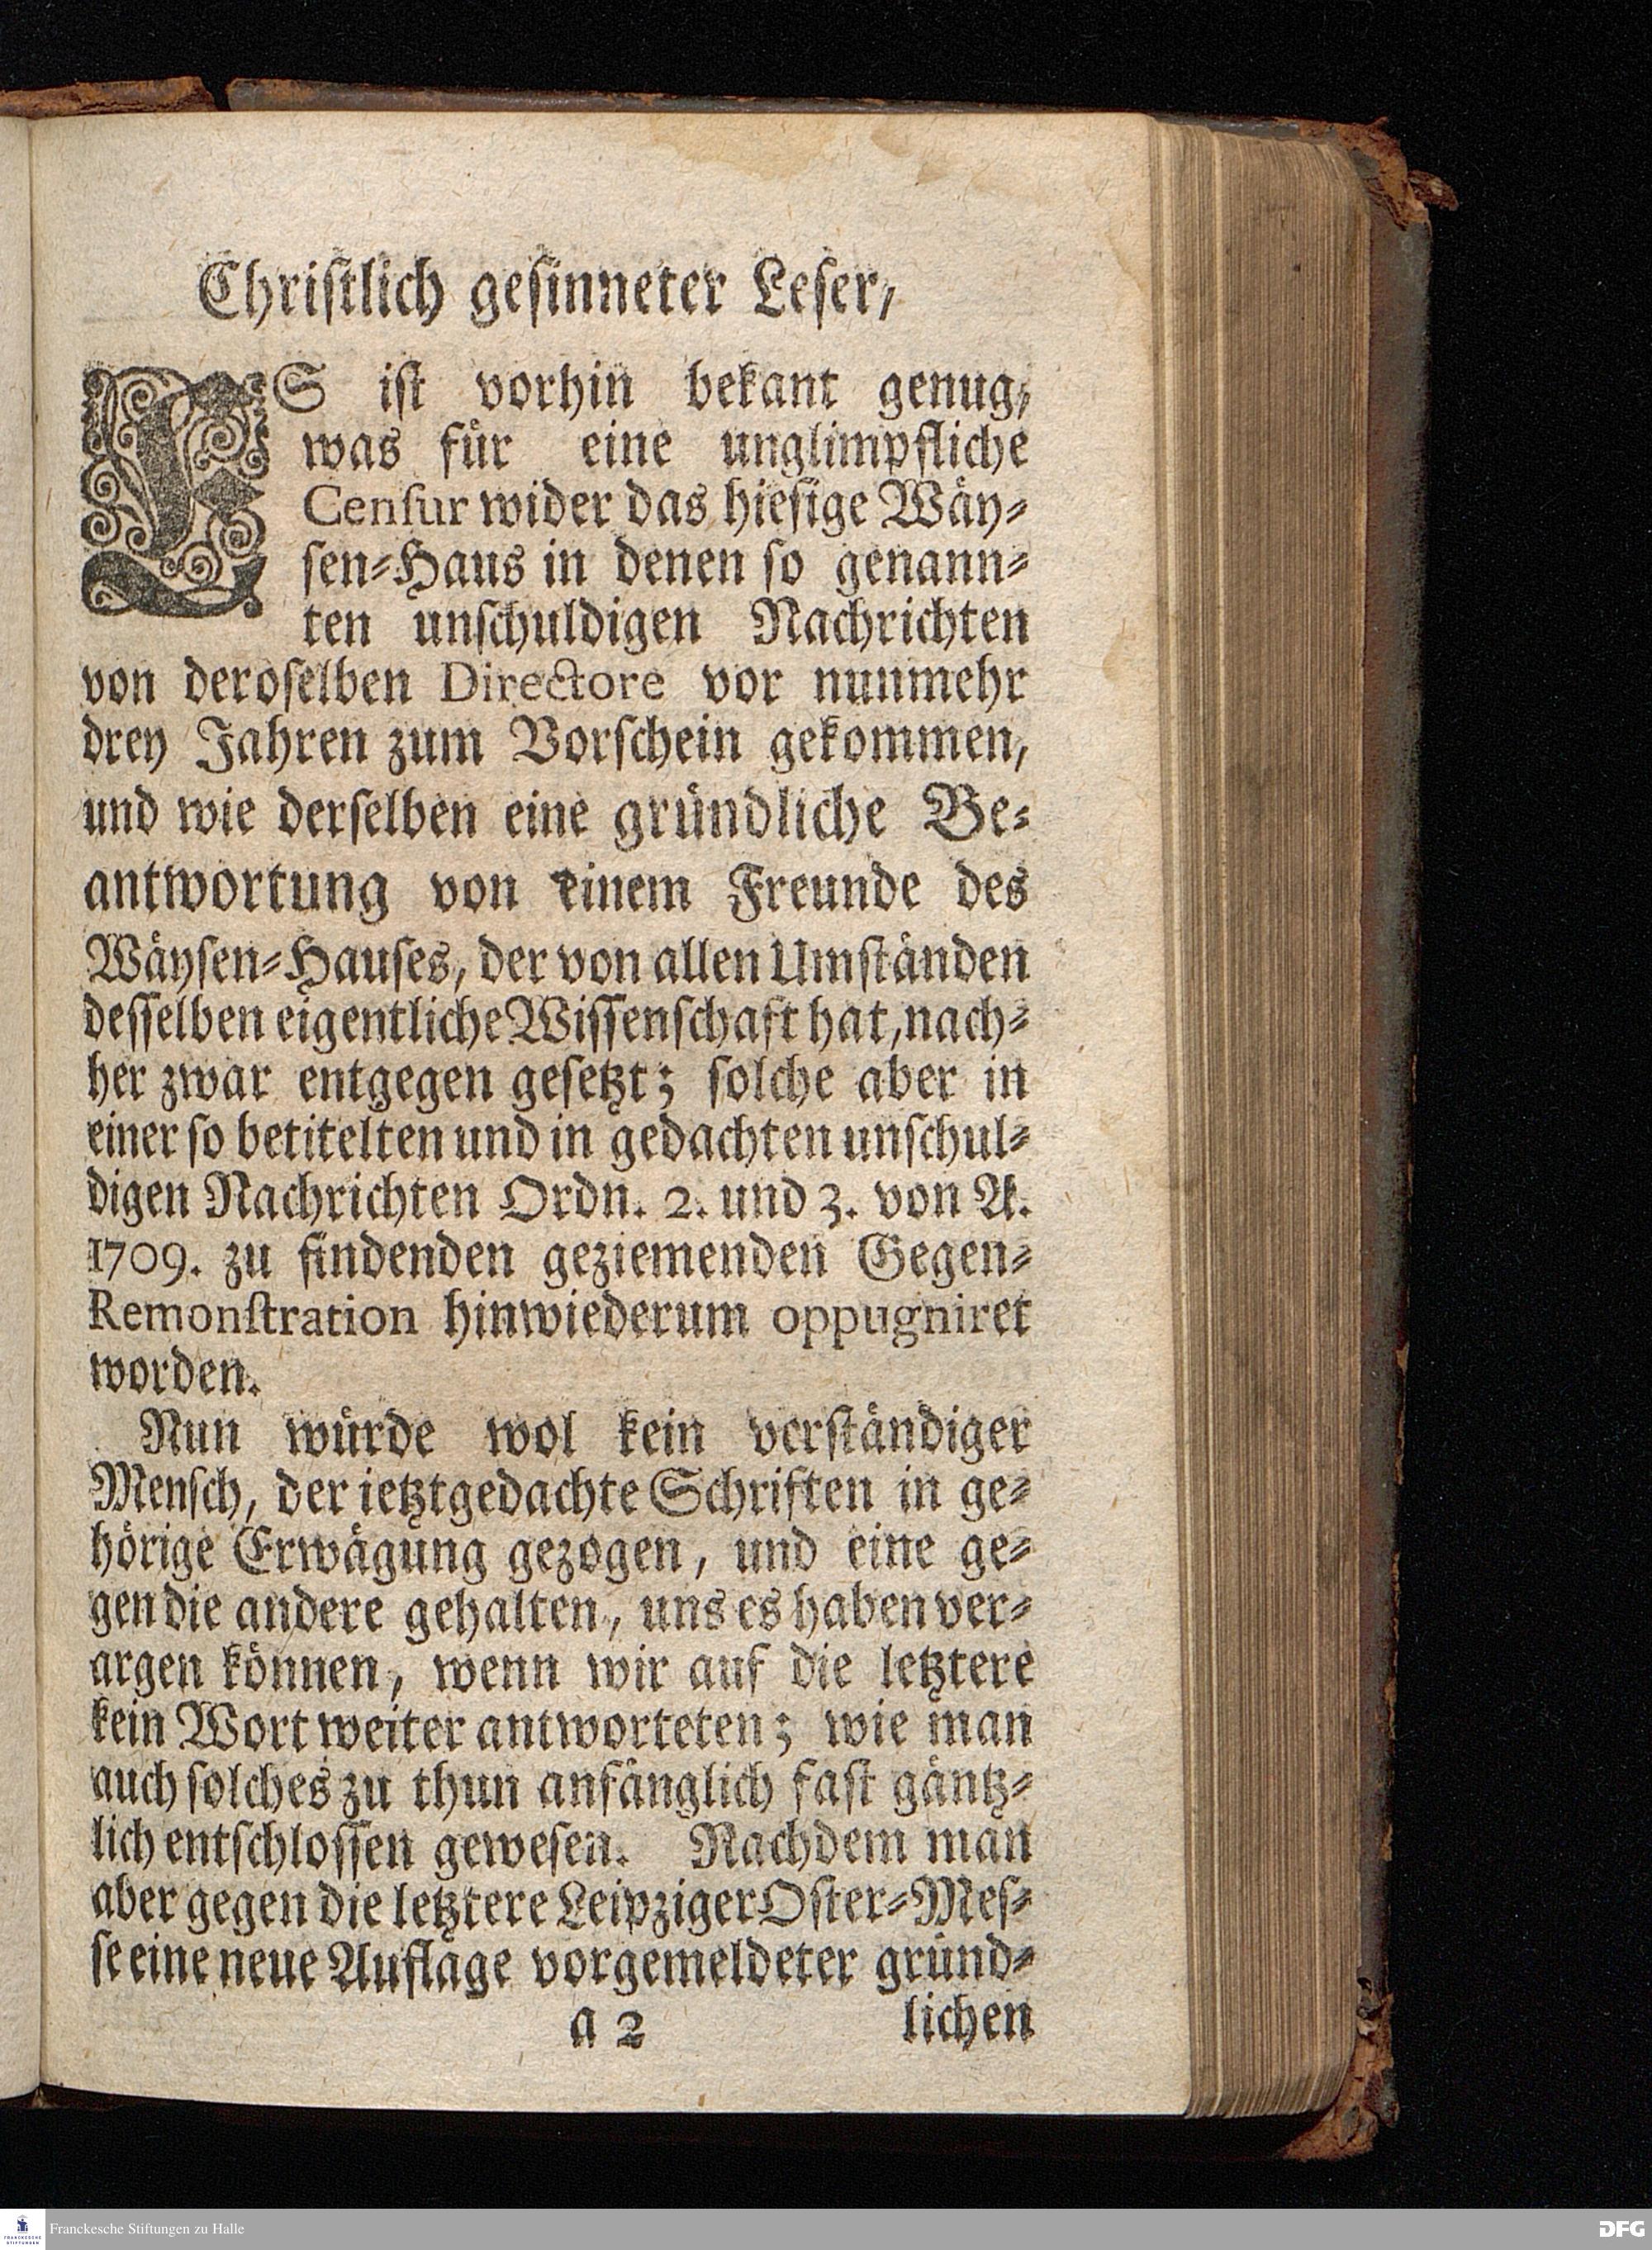 Christlich gesinneter Leser,
ES ist vorhin bekant genug,
was für eine unglimpfliche
Censur wider das hiesige Wäy-
sen-Haus in denen so genann-
ten unschuldigen Nachrichten
von deroselben Directore vor nunmehr
drey Jahren zum Vorschein gekommen,
und wie derselben eine gründliche Be-
antwortung von einem Freunde des
Wäysen-Hauses, der von allen Umständen
desselben eigentliche Wissenschaft hat, nach-
her zwar entgegen gesetzt; solche aber in
einer so betitelten und in gedachten unschul-
digen Nachrichten Ordn. 2. und 3. von A.
1709. zu findenden geziemenden Gegen-
Remonstration hinwiederum oppugniret
worden.
Nun würde wol kein verständiger
Mensch, der ietztgedachte Schriften in ge-
hörige Erwägung gezogen, und eine ge-
gen die andere gehalten, uns es haben ver-
argen können, wenn wir auf die letztere
kein Wort weiter antworteten; wie man
auch solches zu thun anfänglich fast gäntz-
lich entschlossen gewesen. Nachdem man
aber gegen die letztere Leipziger Oster-Mes-
se eine neue Auflage vorgemeldeter gründ-
a 2 lichen
FRANCKESCHE STIFTUNGEN
Franckesche Stiftungen zu Halle
DFG